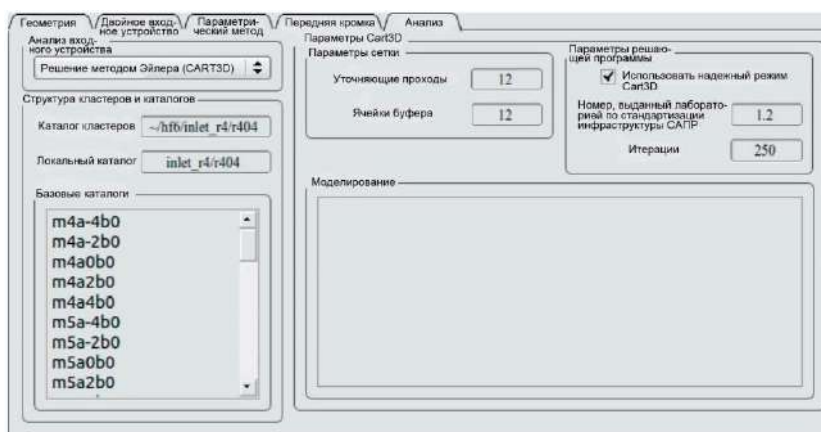 Геометрия
Двойное вход-
ное устройство
Параметри-
ческий метод
Передняя кромка
Анализ
Анализ вход-
ного устройства
Решение методом Эйлера (CART3D)
Структура кластеров и каталогов
Каталог кластеров
~/hf6/inlet_r4/r404
Локальный каталог
inlet_r4/r404
Базовые каталоги
m4a-4b0
m4a-2b0
m4a0b0
m4a2b0
m4a4b0
m5a-4b0
m5a-2b0
m5a0b0
m5a2b0
Параметры Cart3D
Параметры сетки
Уточняющие проходы
12
Ячейки буфера
12
Параметры решаю-
щей программы
Использовать надежный режим
Cart3D
Номер, выданный лаборато-
рией по стандартизации
инфраструктуры САПР
1.2
Итерации
250
Моделирование